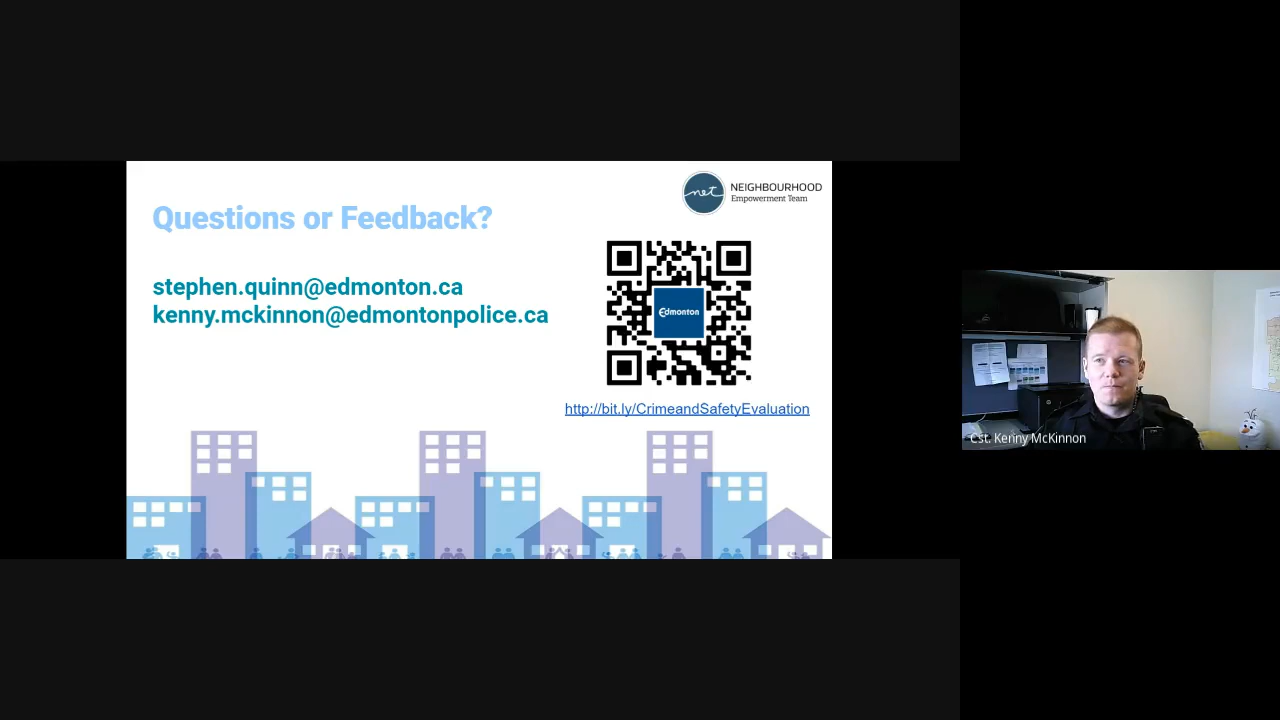 net
NEIGHBOURHOOD
Empowerment Team
Questions or Feedback?
stephen.quinn@edmonton.ca
kenny.mckinnon@edmontonpolice.ca
Edmonton
http://bit.ly/CrimeandSafetyEvaluation
Cst. Kenny McKinnon